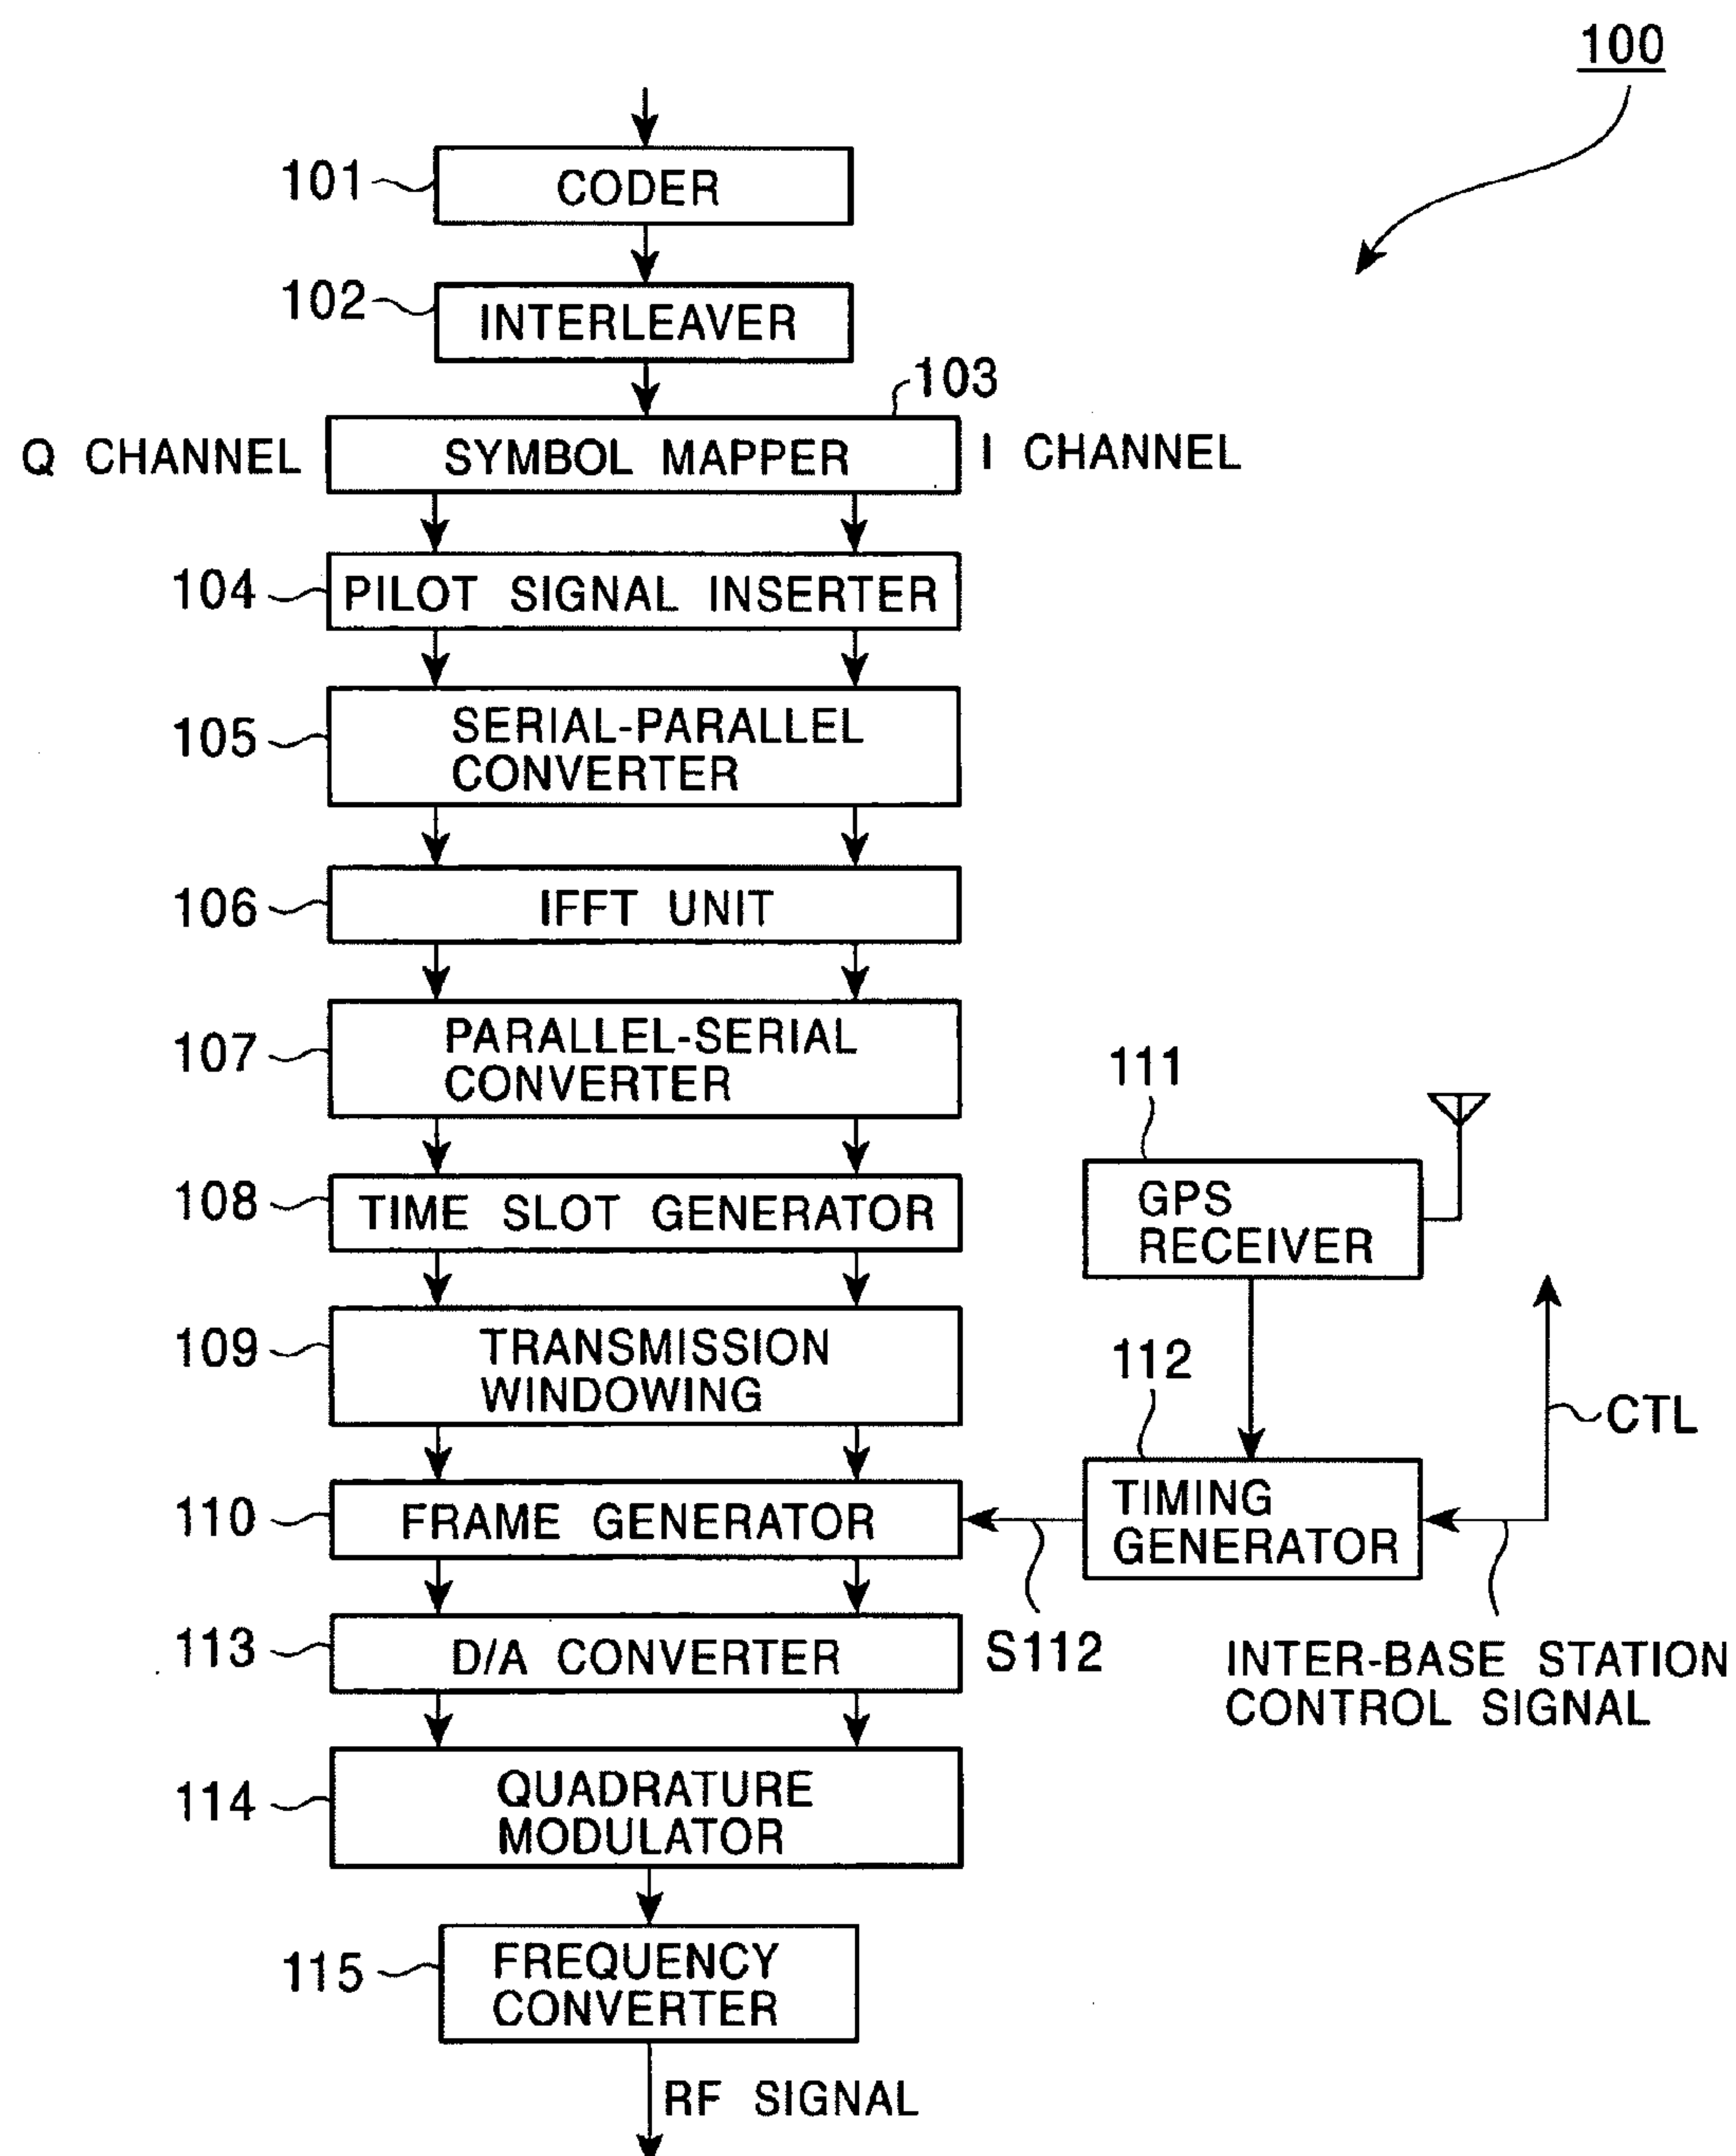 100
101
CODER
102
INTERLEAVER
103
Q CHANNEL
SYMBOL MAPPER
I CHANNEL
104
PILOT SIGNAL INSERTER
105
SERIAL-PARALLEL
CONVERTER
106
IFFT UNIT
107
PARALLEL-SERIAL
CONVERTER
111
108
TIME SLOT GENERATOR
GPS
RECEIVER
109
TRANSMISSION
WINDOWING
112
CTL
110
FRAME GENERATOR
TIMING
GENERATOR
113
D/A CONVERTER
S112
INTER-BASE STATION
CONTROL SIGNAL
114
QUADRATURE
MODULATOR
115
FREQUENCY
CONVERTER
RF SIGNAL